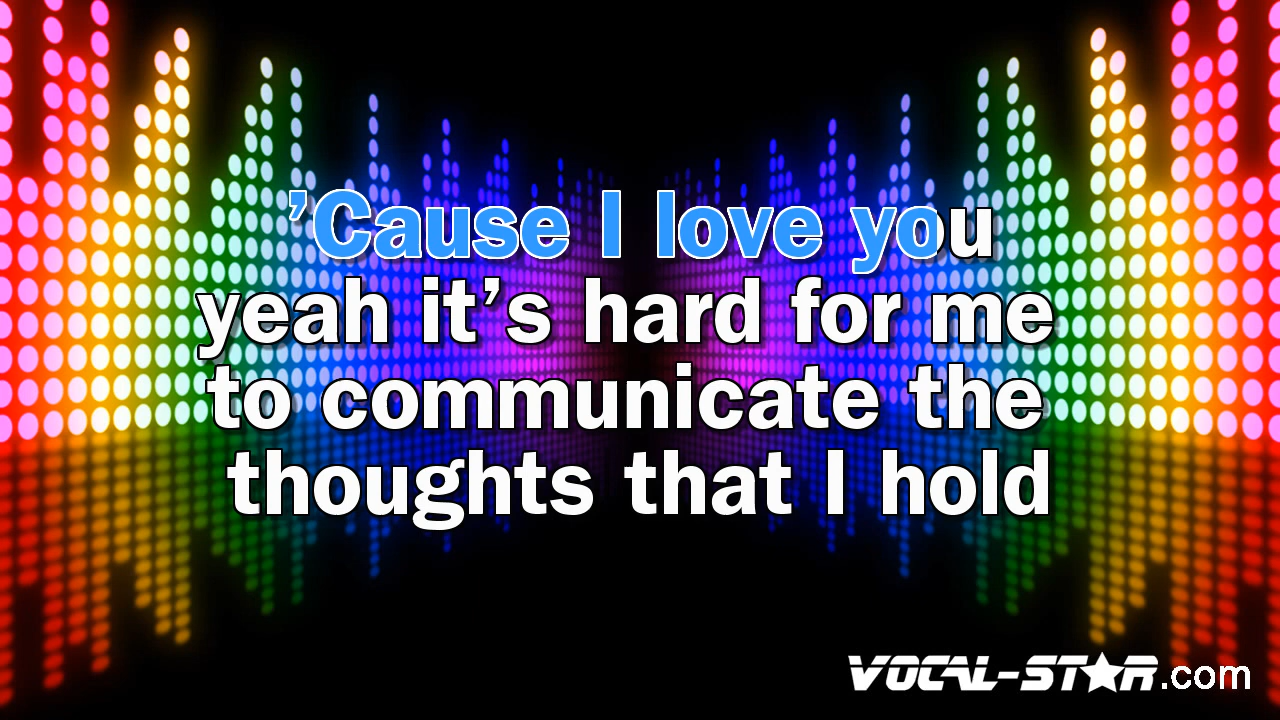 ’Cause I love you
yeah it’s hard for me
to communicate the
thoughts that I hold
VOCAL-STAR.com